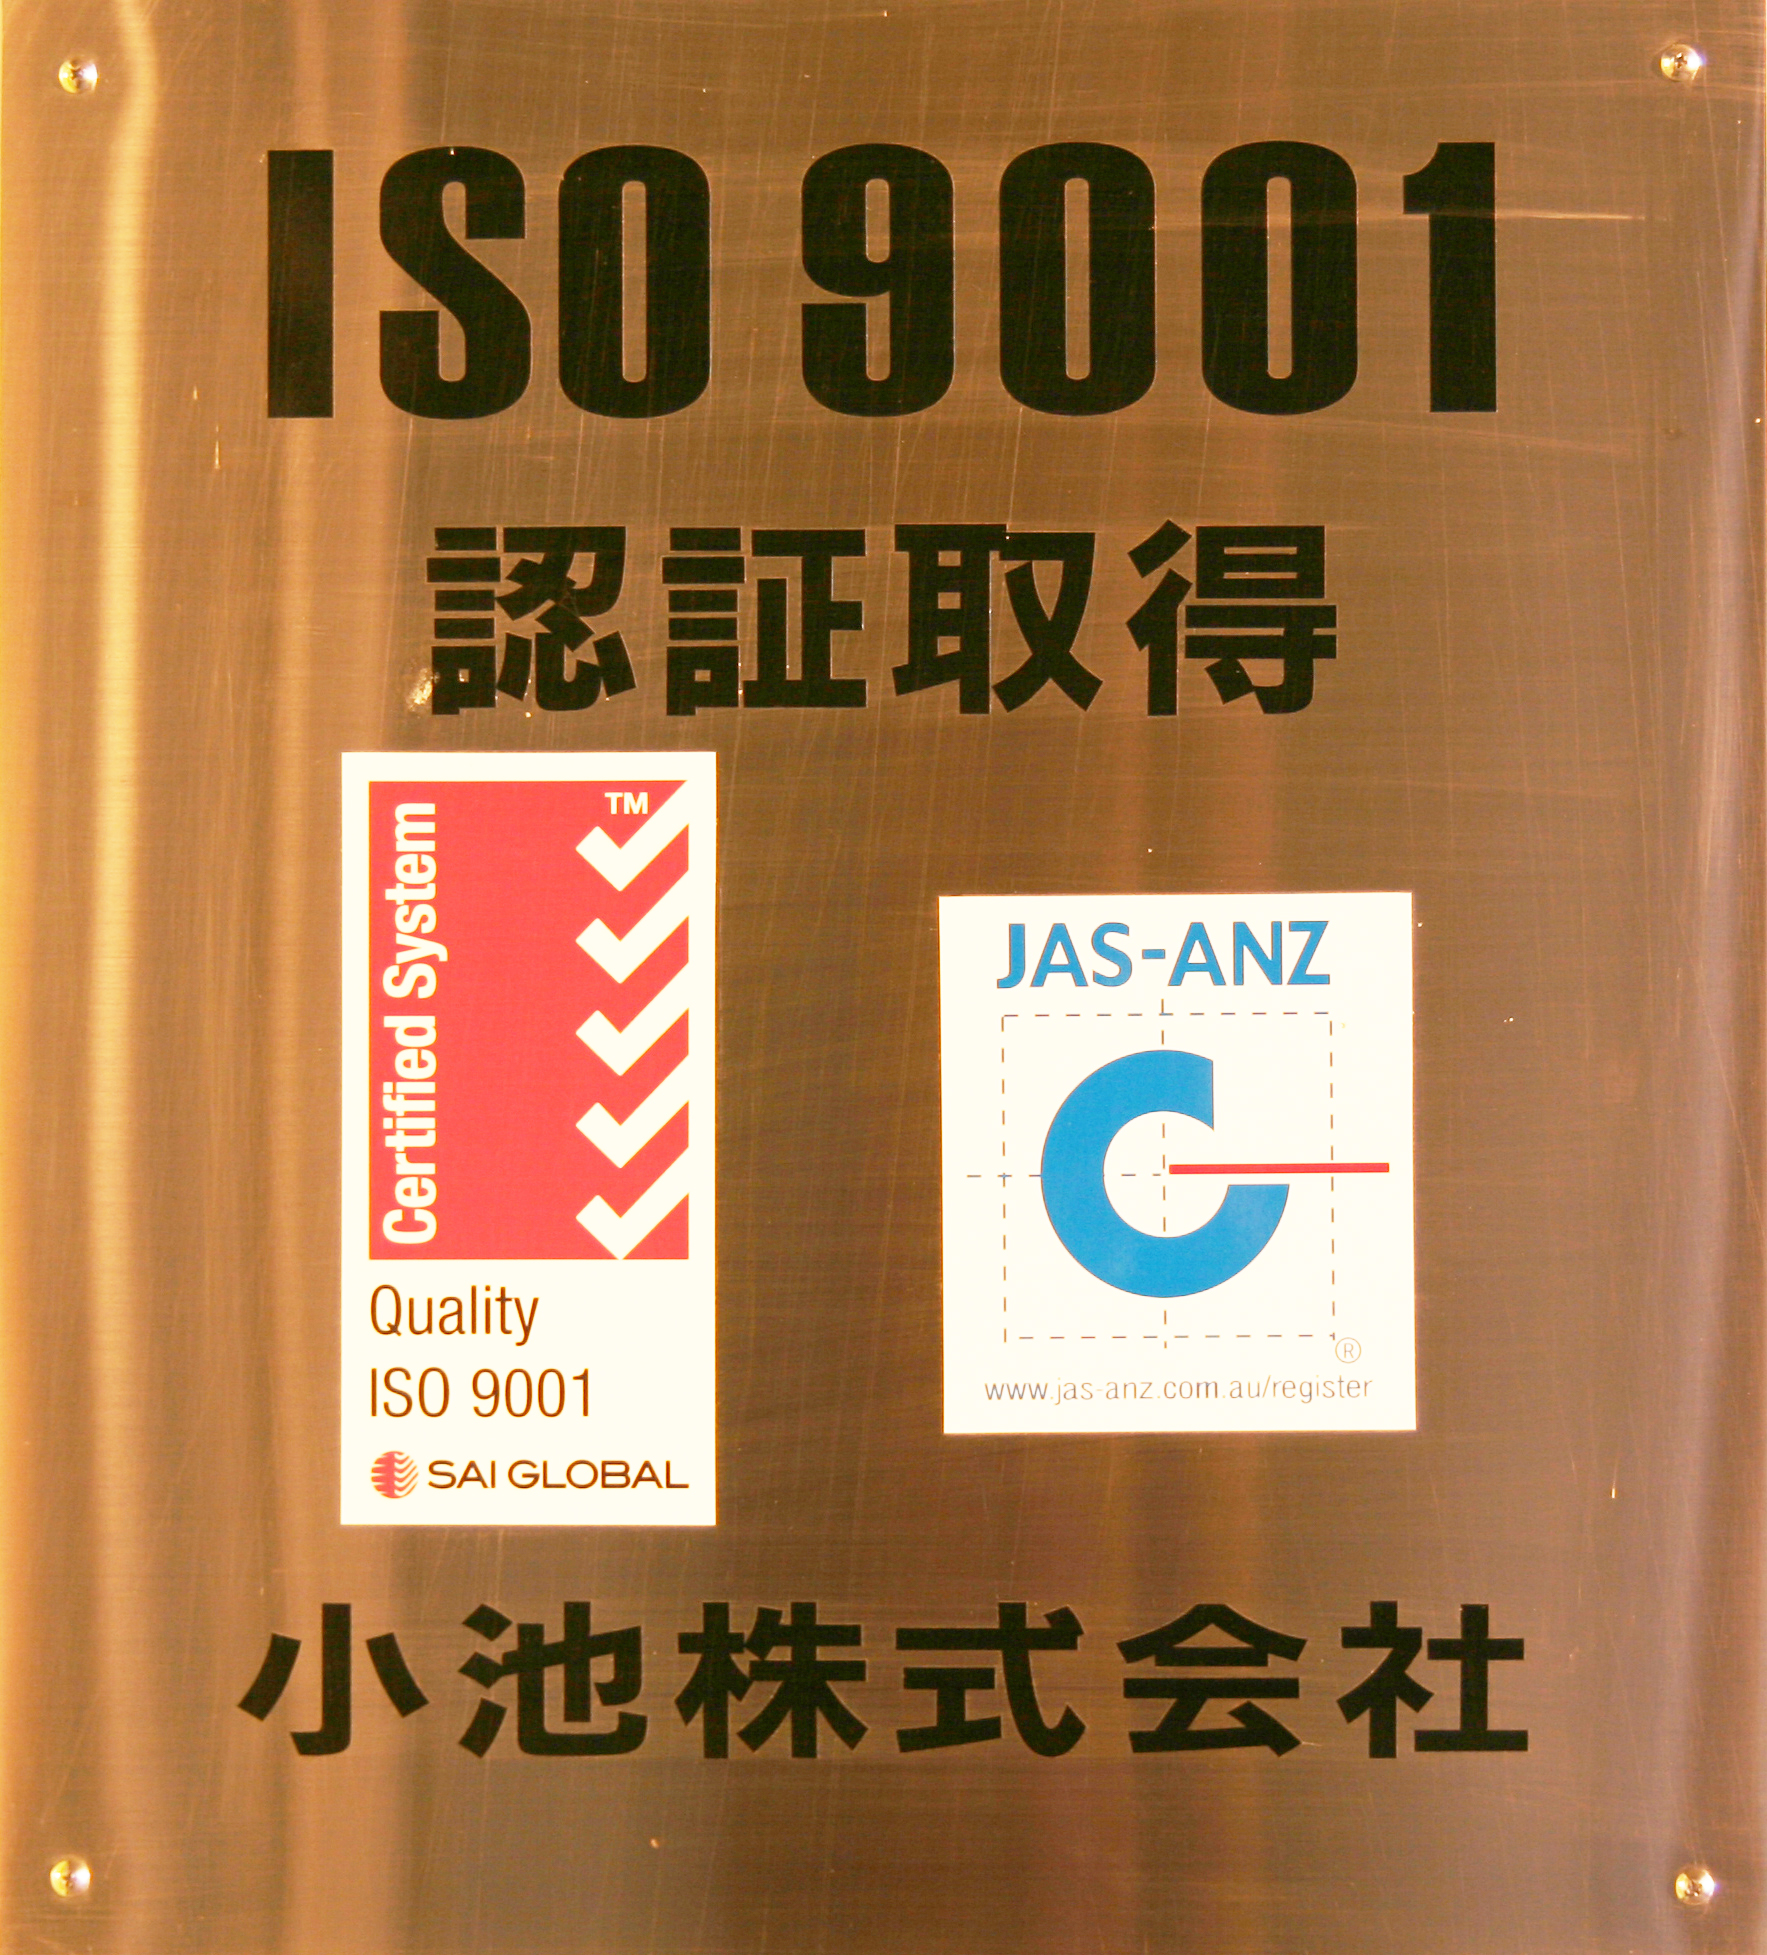 ISO 9001
認証取得
TM
Certified System
Quality
ISO 9001
SAI GLOBAL
JAS-ANZ
®
www.jas-anz.com.au/register
小池株式会社